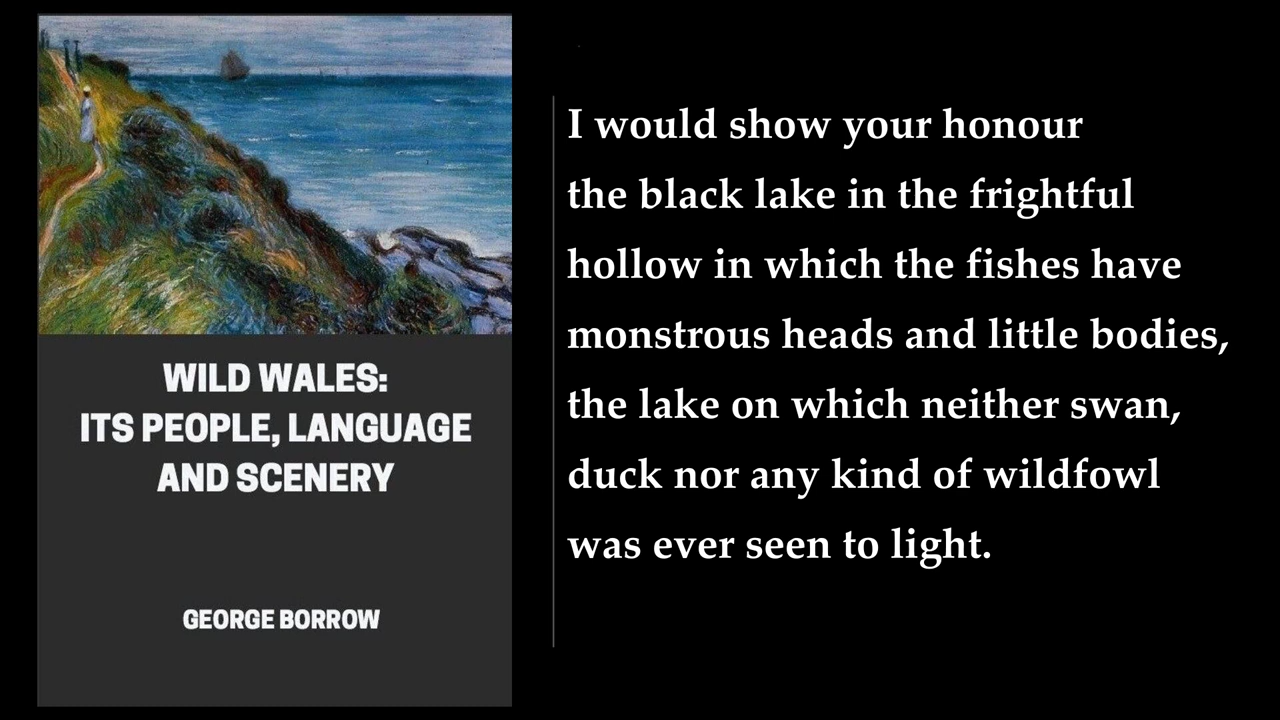 WILD WALES:
ITS PEOPLE, LANGUAGE
AND SCENERY
GEORGE BORROW
I would show your honour
the black lake in the frightful
hollow in which the fishes have
monstrous heads and little bodies,
the lake on which neither swan,
duck nor any kind of wildfowl
was ever seen to light.